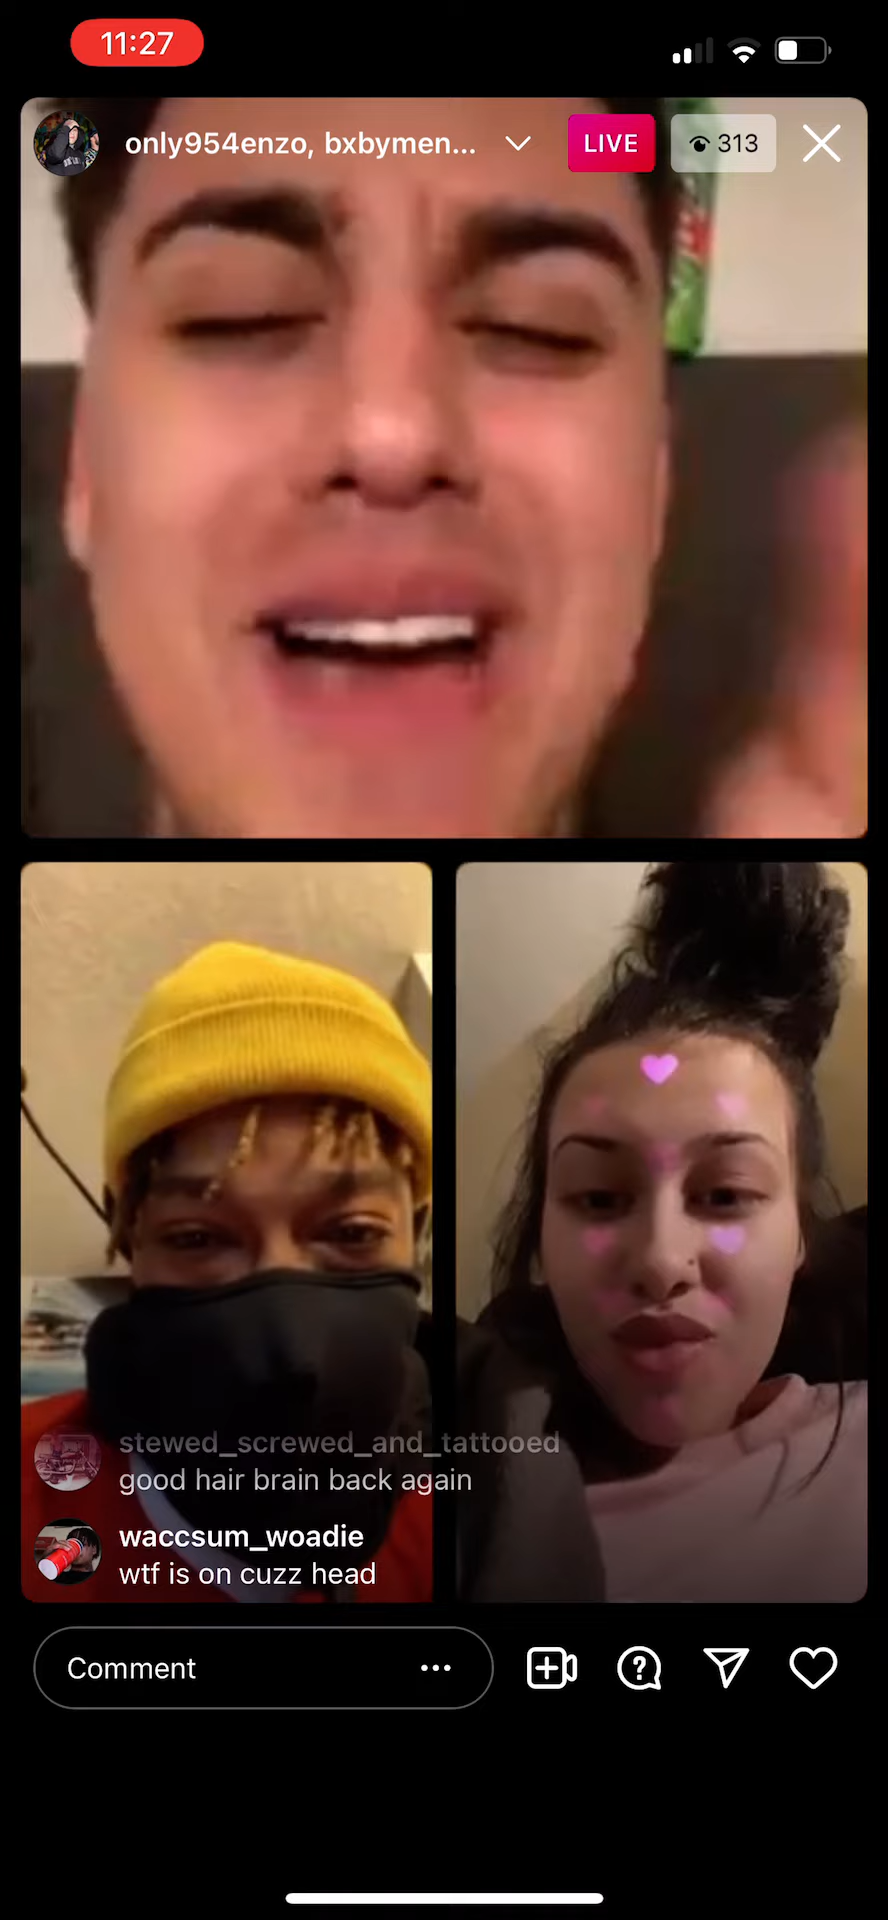 11:27
only954enzo, bxbymen...
LIVE
313
stewed_screwed_and_tattooed
good hair brain back again
waccsum_woadie
wtf is on cuzz head
Comment